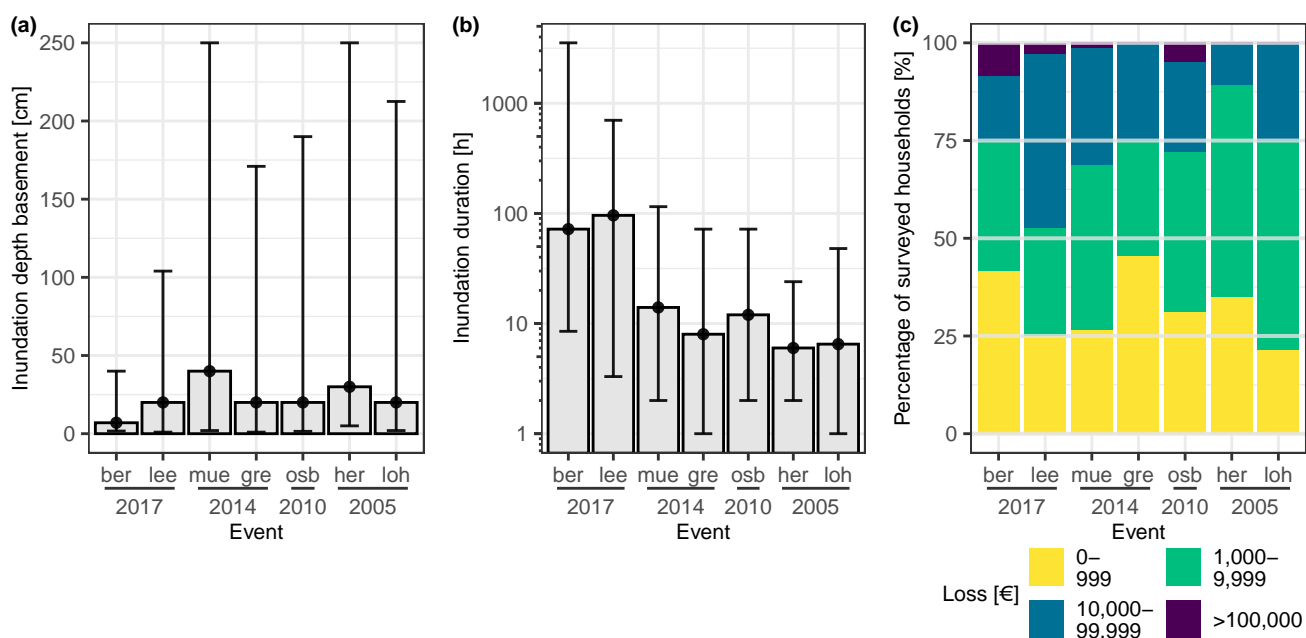 (a)
Inundation depth basement [cm]
250
200
150
100
50
0
ber lee mue gre osb her loh
2017 2014 2010 2005
Event
(b)
Inundation duration [h]
1000
100
10
1
ber lee mue gre osb her loh
2017 2014 2010 2005
Event
(c)
Percentage of surveyed households [%]
100
75
50
25
0
ber lee mue gre osb her loh
2017 2014 2010 2005
Event
Loss [€]
0–
999
1,000–
9,999
10,000–
99,999
>100,000